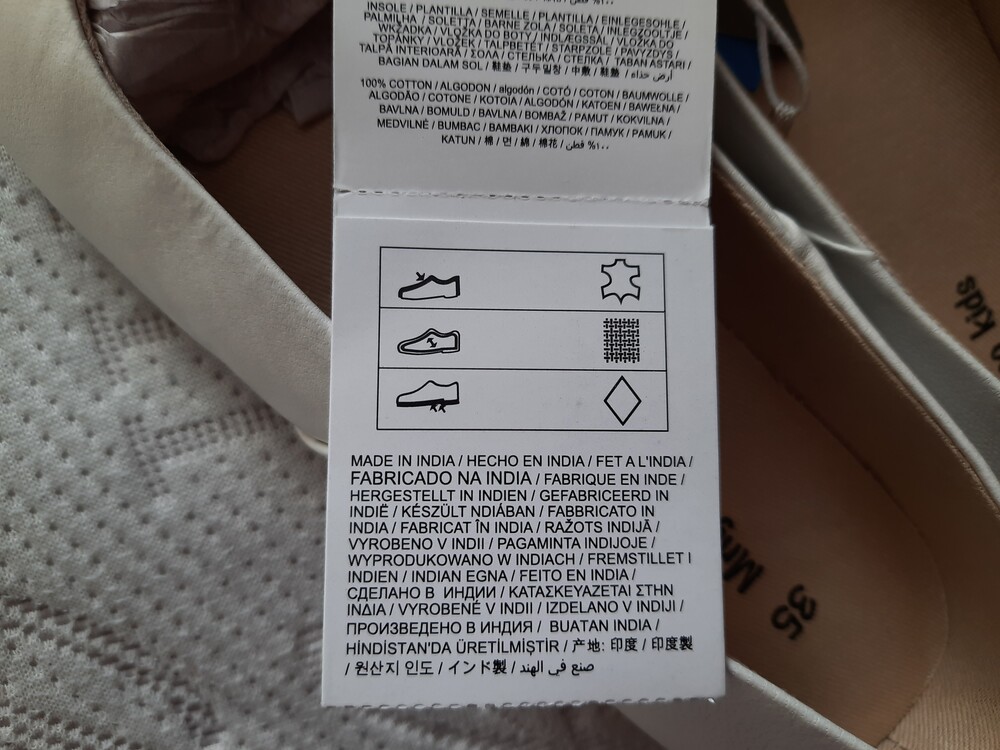 INSOLE / PLANTILLA / SEMELLE / PLANTILLA / EINLEGESOHLE /
PALMILHA / SOLETTA / BARNE ZOLA / SOLETA / INLEGZOOLTJE /
WKŁADKA / VLOŽKA DO BOTY / INDLÆGSSÅL / VLOŽKA DO
TOPÁNKY / VLOŽEK / TALPBETÉT / STARPZOLE / PAVYZDYS /
TALPĂ INTERIOARĂ / ΣΟΛΑ / СТЕЛЬКА / СТЕЛКА / TABAN ASTARI /
BAGIAN DALAM SOL / 鞋墊 / 구두밑창 / 中敷 / 鞋垫 / أرض حذاء
100% COTTON / ALGODON / algodón / COTÓ / COTON / BAUMWOLLE /
ALGODÃO / COTONE / KOTOIA / ALGODÓN / KATOEN / BAWEŁNA /
BAVLNA / BOMULD / BAVLNA / BOMBAŽ / PAMUT / KOKVILNA /
MEDVILNĖ / BUMBAC / BAMBAKI / ХЛОПОК / ПАМУК / PAMUK /
KATUN / 棉 / 면 / 綿 / 棉花 / ١٠٠% قطن
MADE IN INDIA / HECHO EN INDIA / FET A L'INDIA /
FABRICADO NA INDIA / FABRIQUE EN INDE /
HERGESTELLT IN INDIEN / GEFABRICEERD IN
INDIË / KÉSZÜLT NDIÁBAN / FABBRICATO IN
INDIA / FABRICAT ÎN INDIA / RAŽOTS INDIJĀ /
VYROBENO V INDII / PAGAMINTA INDIJOJE /
WYPRODUKOWANO W INDIACH / FREMSTILLET I
INDIEN / INDIAN EGNA / FEITO EN INDIA /
СДЕЛАНО В ИНДИИ / ΚΑΤΑΣΚΕΥΑΖΕΤΑΙ ΣΤΗΝ
ΙΝΔΙΑ / VYROBENÉ V INDII / IZDELANO V INDIJI /
ПРОИЗВЕДЕНО В ИНДИЯ / BUATAN INDIA /
HİNDİSTAN'DA ÜRETİLMİŞTİR / 产地: 印度 / 印度製
/ 원산지 인도 / インド製 / صنع في الهند
kids
35